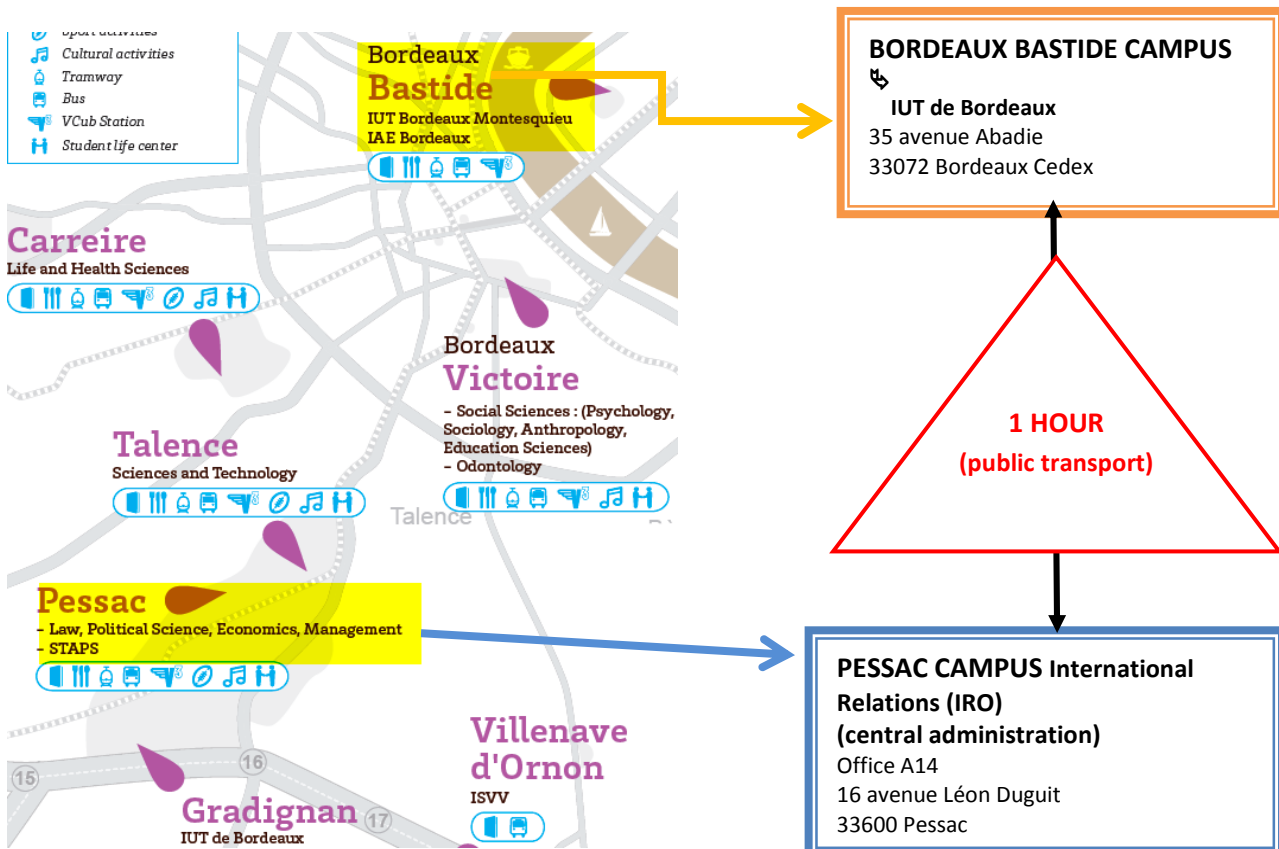 Sport activities
Cultural activities
Tramway
Bus
VCub Station
Student life center
Bordeaux
Bastide
IUT Bordeaux Montesquieu
IAE Bordeaux
Carreire
Life and Health Sciences
Bordeaux
Victoire
- Social Sciences : (Psychology,
Sociology, Anthropology,
Education Sciences)
- Odontology
Talence
Sciences and Technology
Talence
Pessac
- Law, Political Science, Economics, Management
- STAPS
Villenave
d'Ornon
ISVV
15
16
17
Gradignan
IUT de Bordeaux
BORDEAUX BASTIDE CAMPUS
IUT de Bordeaux
35 avenue Abadie
33072 Bordeaux Cedex
1 HOUR
(public transport)
PESSAC CAMPUS International
Relations (IRO)
(central administration)
Office A14
16 avenue Léon Duguit
33600 Pessac